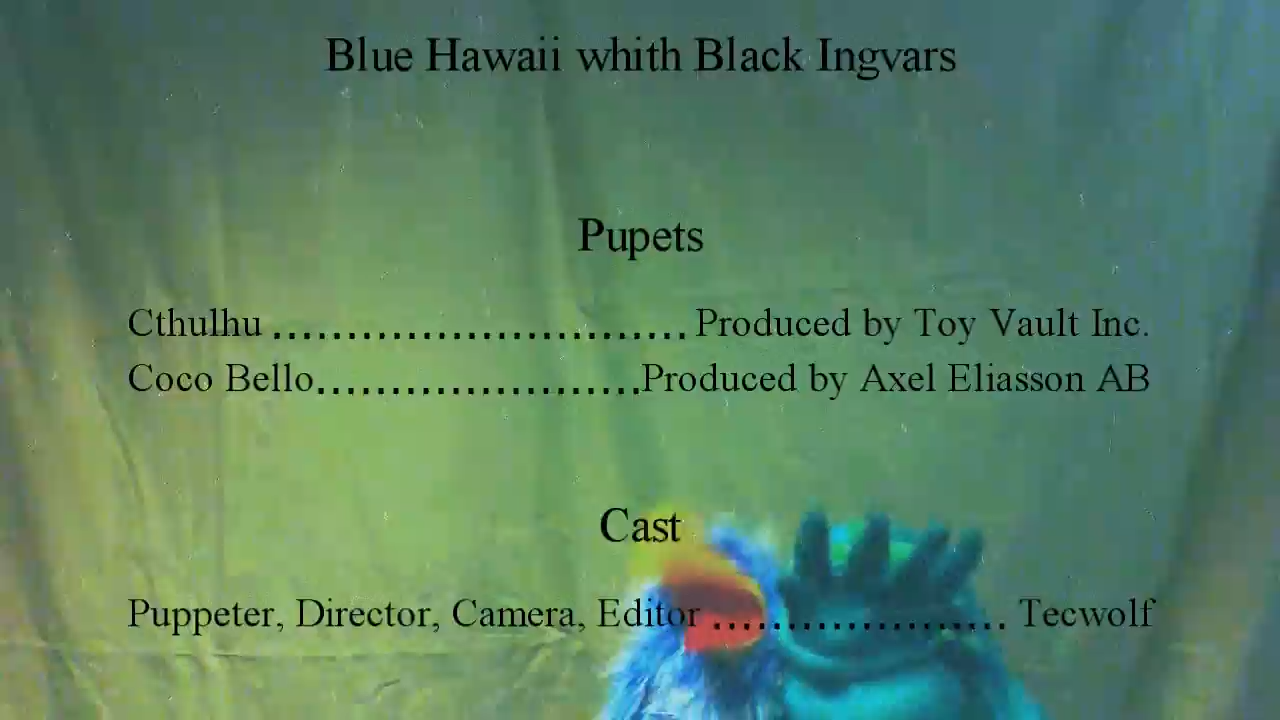 Blue Hawaii whith Black Ingvars
Pupets
Cthulhu ............................ Produced by Toy Vault Inc.
Coco Bello......................Produced by Axel Eliasson AB
Cast
Puppeter, Director, Camera, Editor .................... Tecwolf